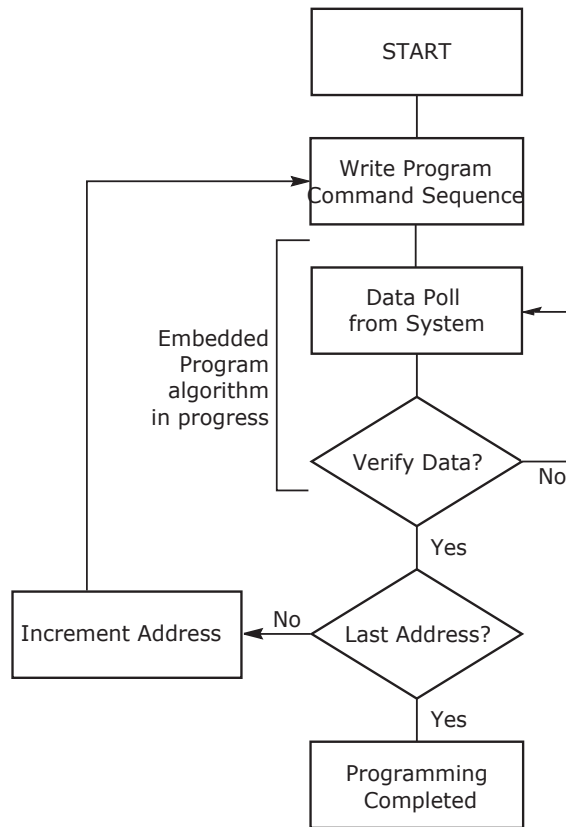 START
Write Program
Command Sequence
Data Poll
from System
Embedded
Program
algorithm
in progress
Verify Data?
No
Yes
Increment Address
No
Last Address?
Yes
Programming
Completed